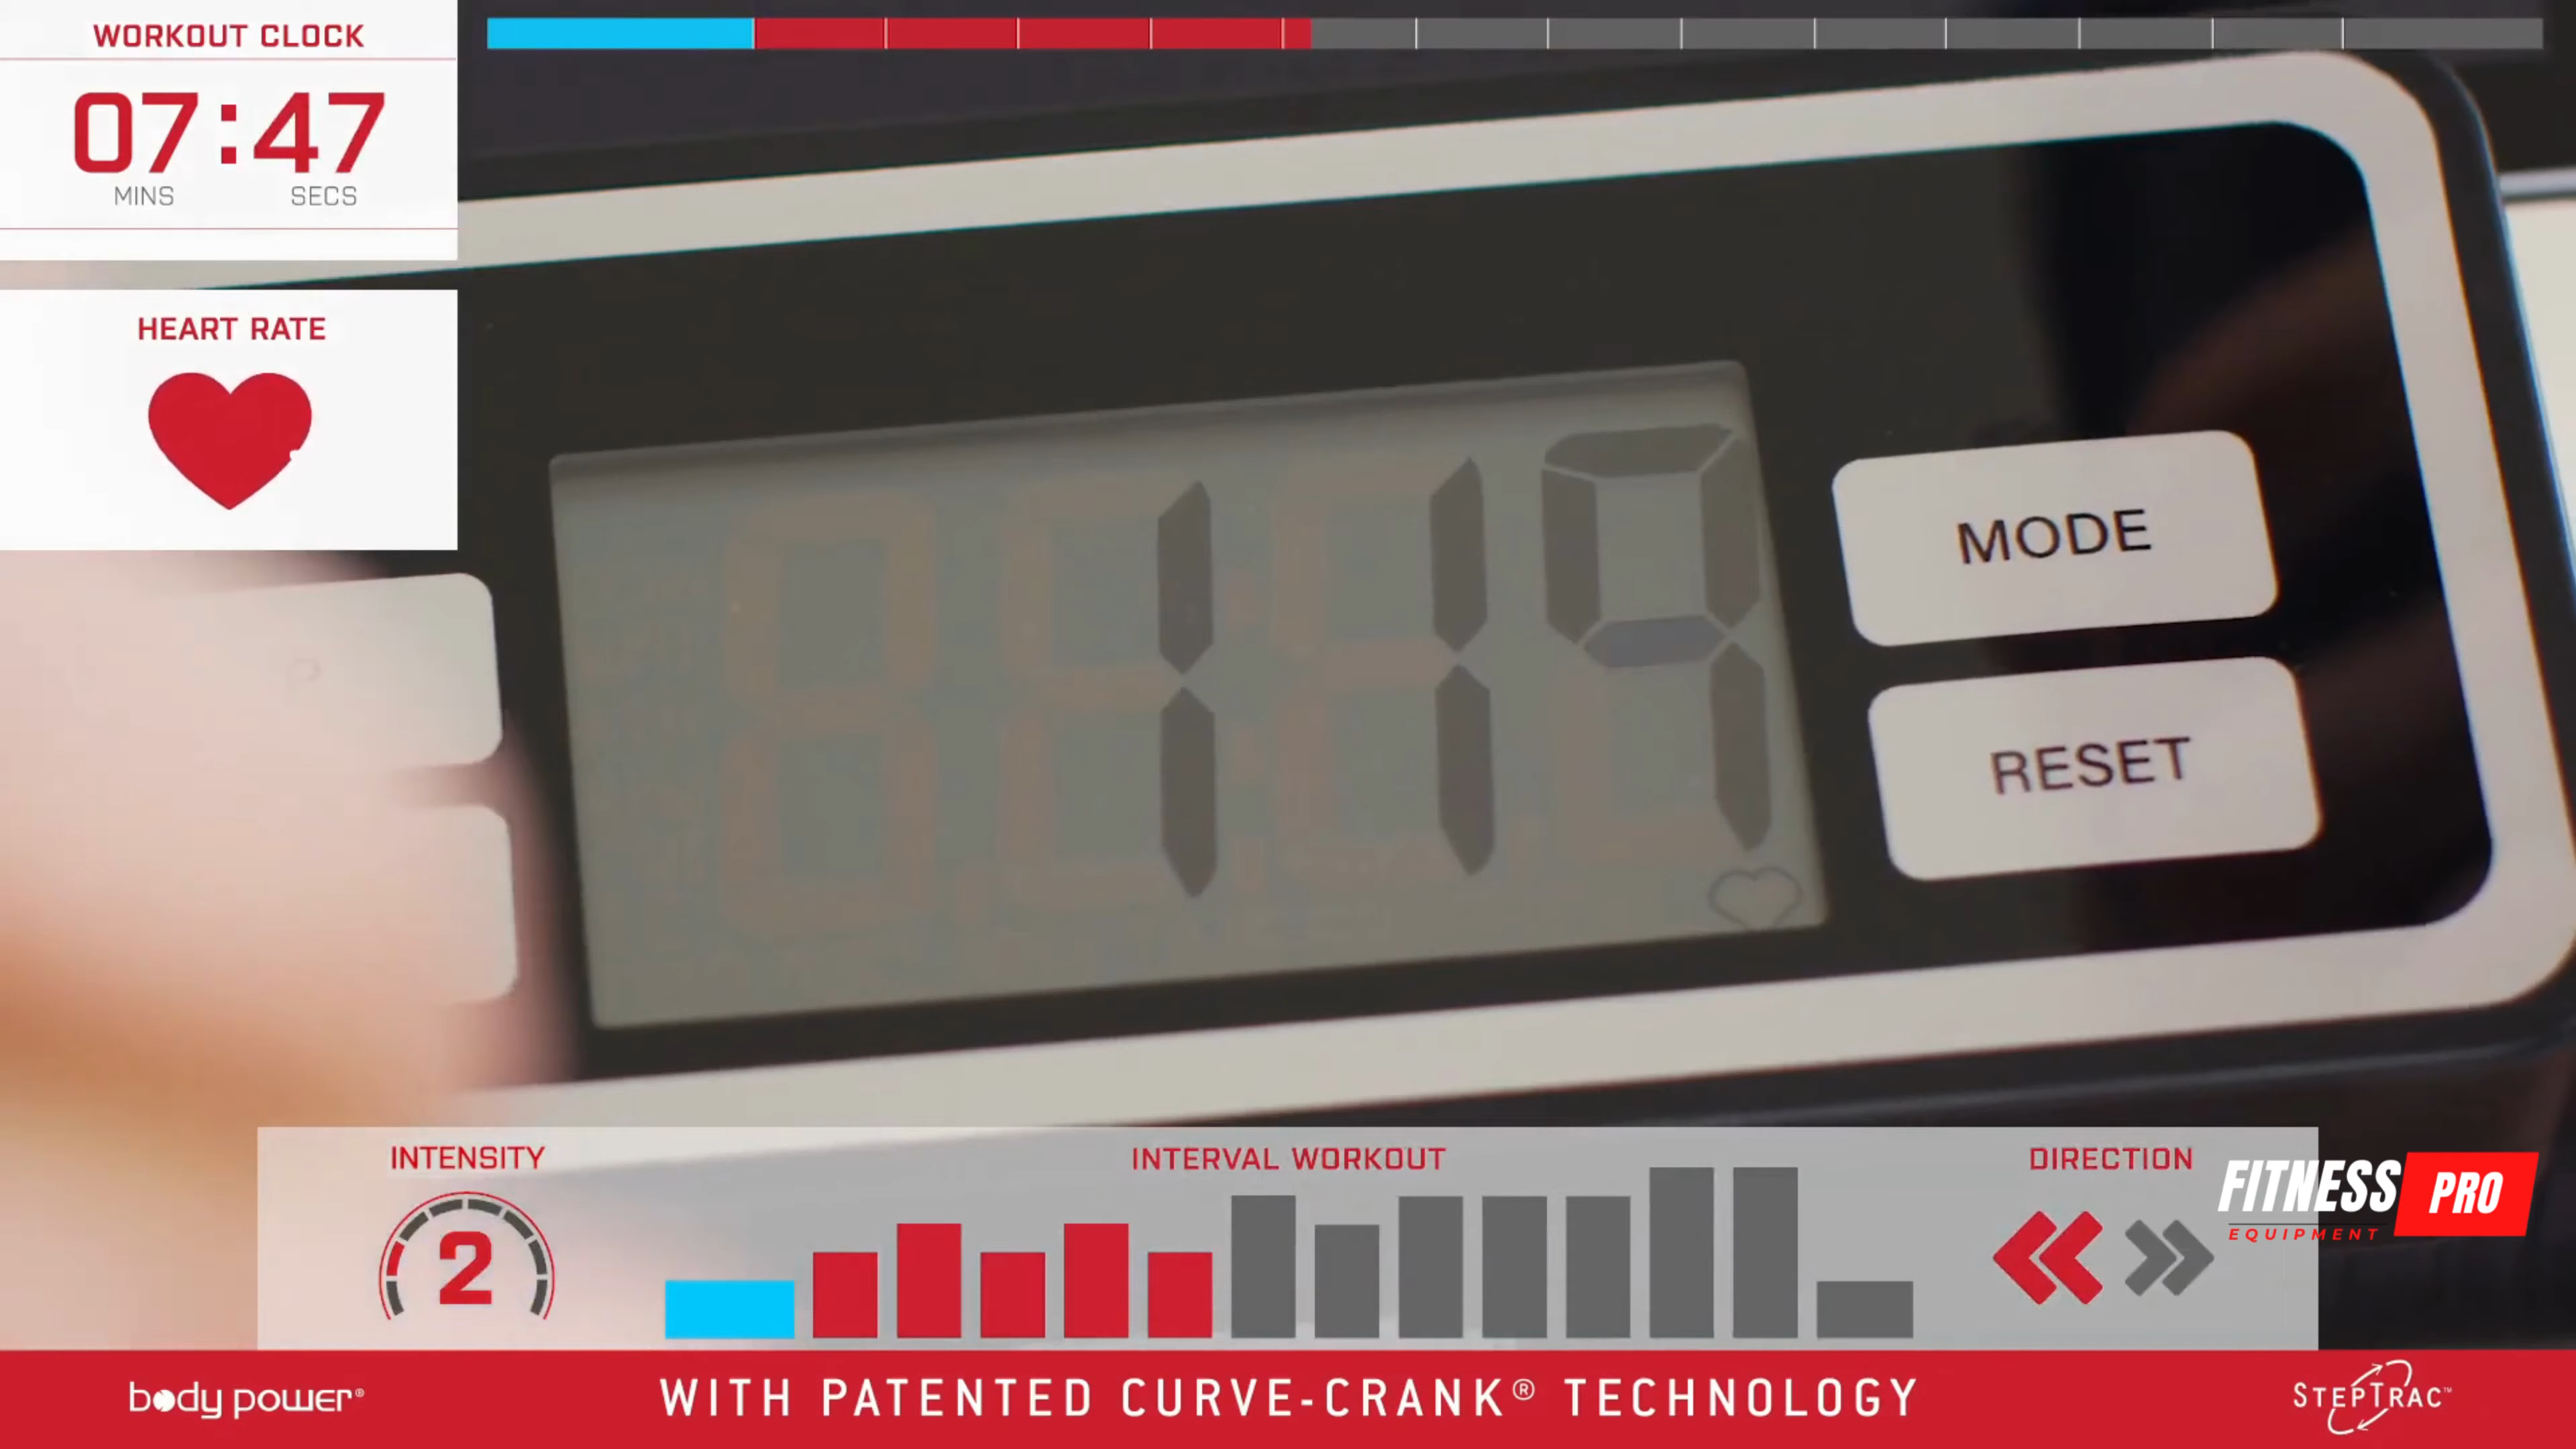 WORKOUT CLOCK
07:47
MINS SECS
HEART RATE
119
MODE
RESET
INTENSITY
2
INTERVAL WORKOUT
DIRECTION
FITNESS PRO
EQUIPMENT
body power®
WITH PATENTED CURVE-CRANK® TECHNOLOGY
STEPTRAC™